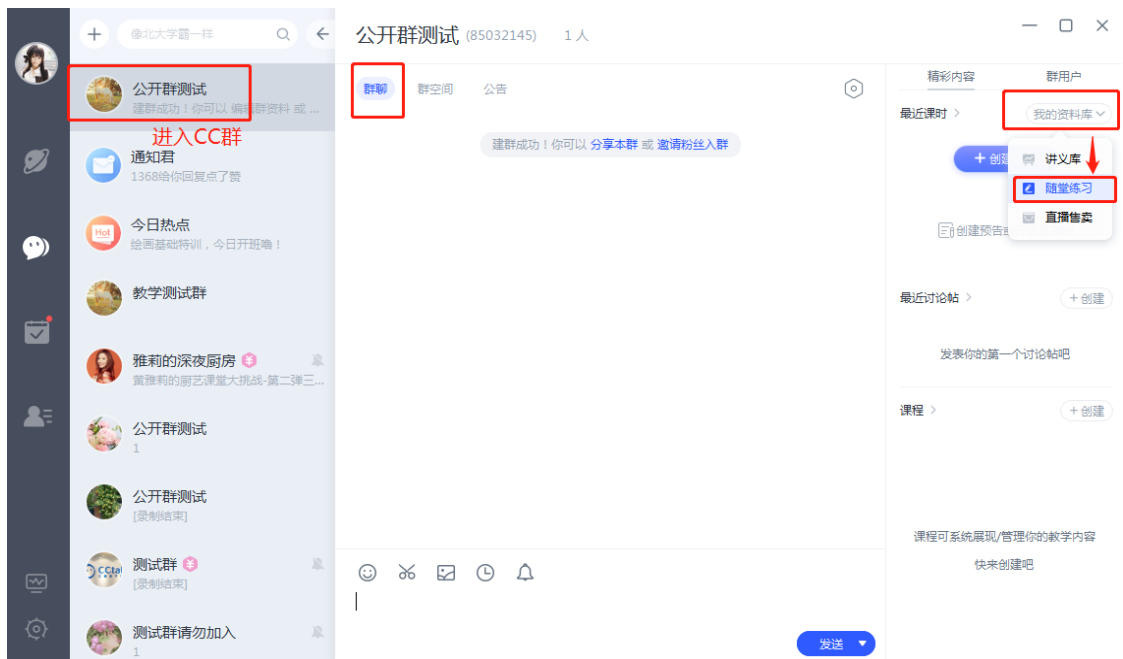 像北大学霸一样
公开群测试
建群成功！你可以 编辑群资料 或 ...
进入CC群
通知君
1368给你回复点了赞
今日热点
Hot
绘画基础特训，今日开班噜！
教学测试群
雅莉的深夜厨房
黄雅莉的厨艺课堂大挑战-第二弹三...
公开群测试
1
公开群测试
[录制结束]
测试群
[录制结束]
测试群请勿加入
1
公开群测试 (85032145) 1 人
群聊 群空间 公告
建群成功！你可以 分享本群 或 邀请粉丝入群
发送
精彩内容 群用户
最近课时 我的资料库
+ 创建
讲义库
随堂练习
直播售卖
创建预告或
最近讨论帖 + 创建
发表你的第一个讨论帖吧
课程 + 创建
课程可系统展现/管理你的教学内容
快来创建吧